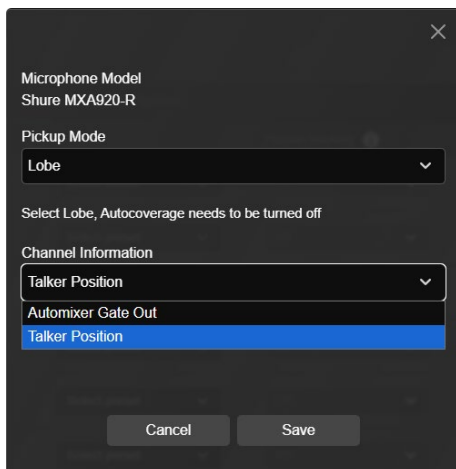 Microphone Model
Shure MXA920-R
Pickup Mode
Lobe
Select Lobe, Autocoverage needs to be turned off
Channel Information
Talker Position
Automixer Gate Out
Talker Position
Cancel
Save